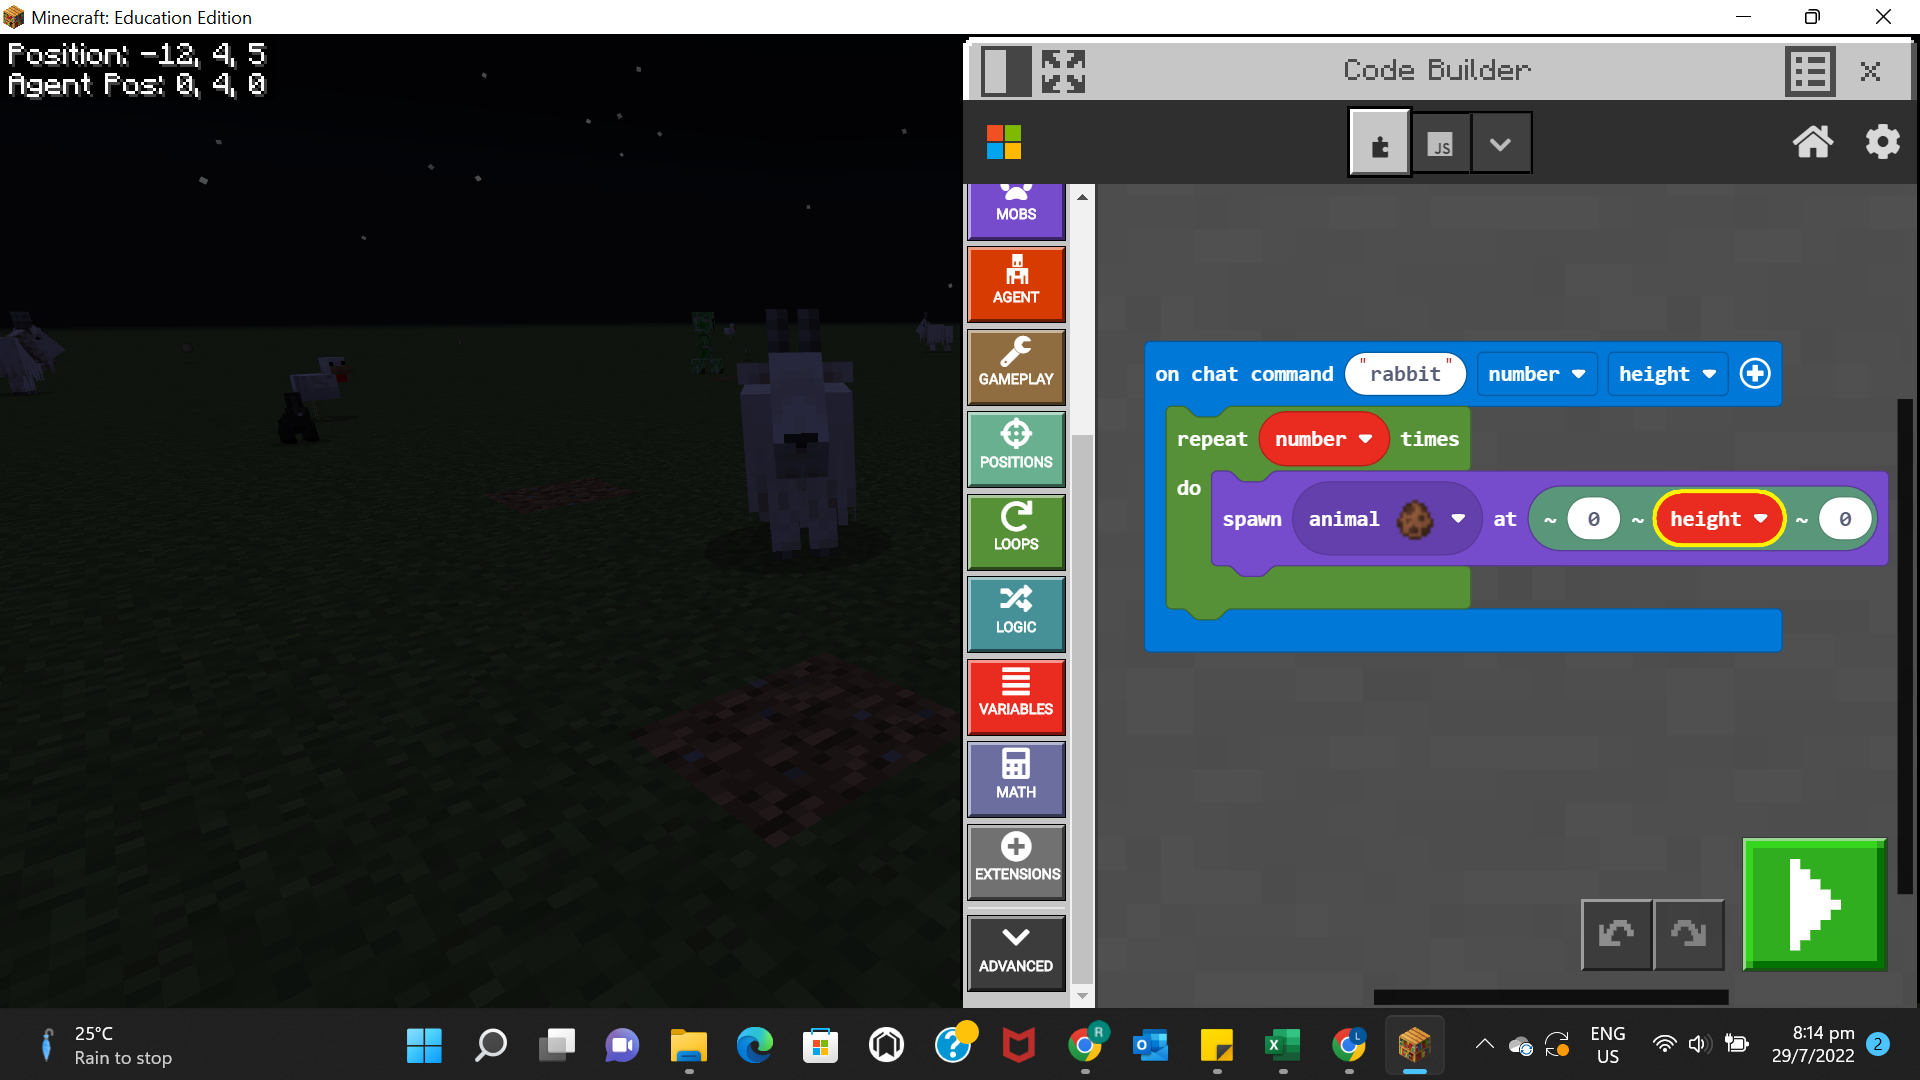 Minecraft: Education Edition
Position: -12, 4, 5
Agent Pos: 0, 4, 0
Code Builder
JS
MOBS
AGENT
GAMEPLAY
POSITIONS
LOOPS
LOGIC
VARIABLES
MATH
EXTENSIONS
ADVANCED
on chat command "rabbit" number height
repeat number times
do
spawn animal at ~ 0 ~ height ~ 0
25°C
Rain to stop
R
L
ENG
US
8:14 pm
29/7/2022
2